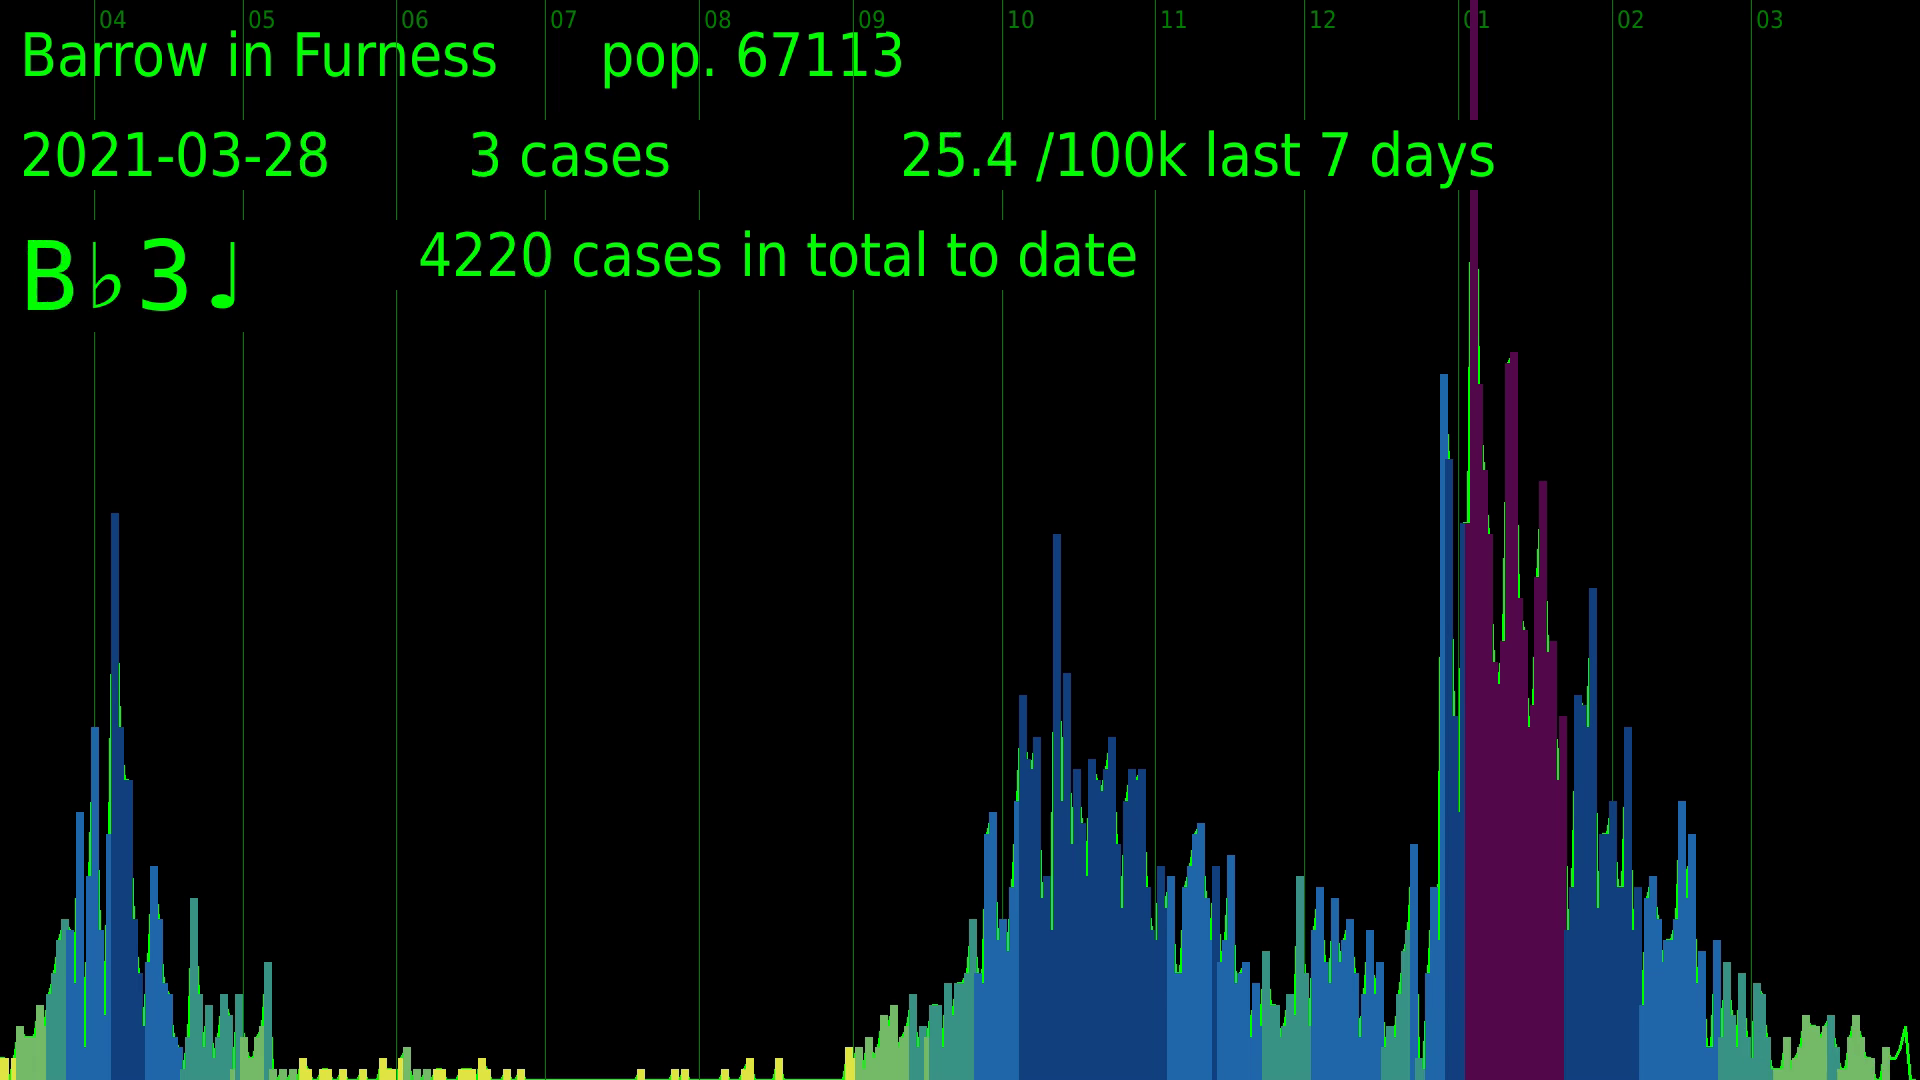 04 05 06 07 08 09 10 11 12 01 02 03
Barrow in Furness pop. 67113
2021-03-28 3 cases 25.4 /100k last 7 days
B♭3♩ 4220 cases in total to date